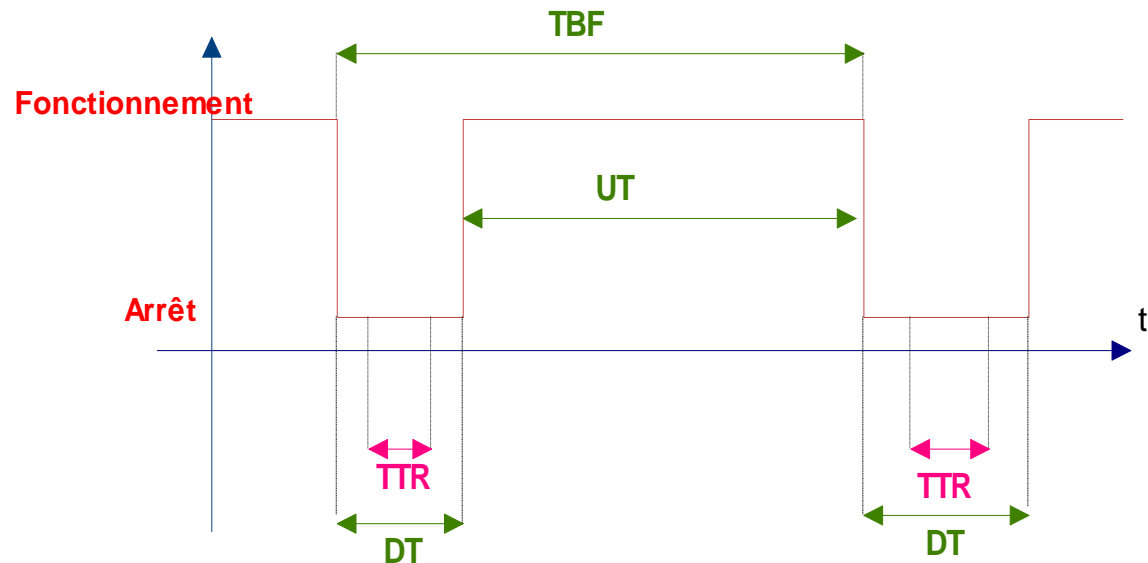 TBF
Fonctionnement
UT
Arrêt
t
TTR
TTR
DT
DT